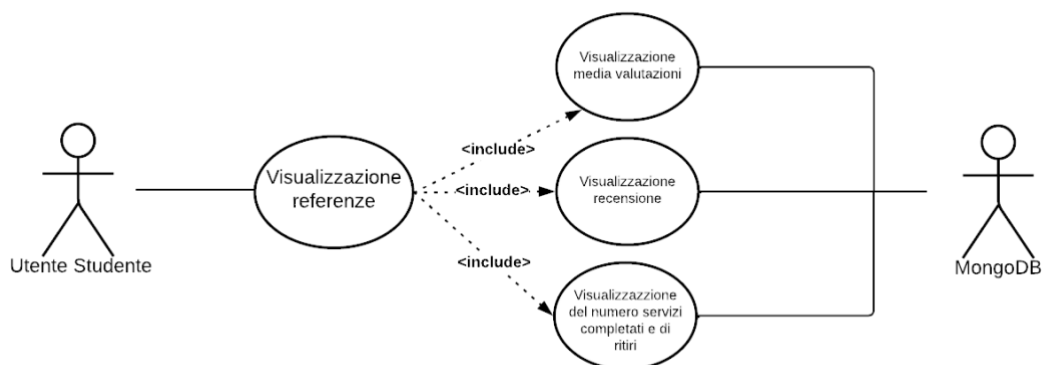 Visualizzazione
media valutazioni
<include>
Visualizzazione
referenze
<include>
Visualizzazione
recensione
<include>
Utente Studente
MongoDB
Visualizzazzione
del numero servizi
completati e di
ritiri